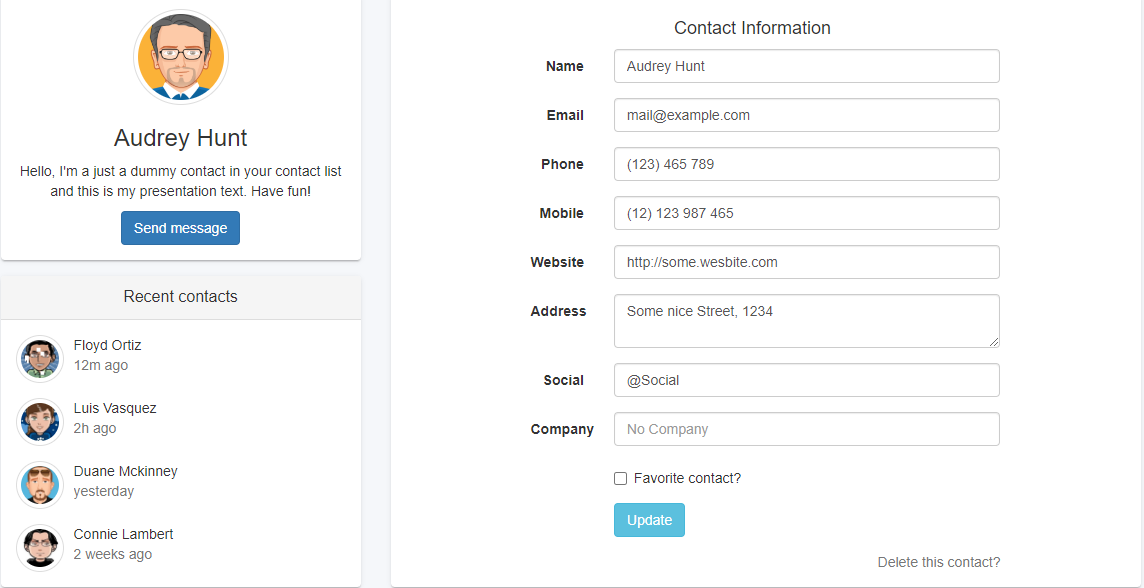 Audrey Hunt
Hello, I'm a just a dummy contact in your contact list
and this is my presentation text. Have fun!
Send message
Recent contacts
Floyd Ortiz
12m ago
Luis Vasquez
2h ago
Duane Mckinney
yesterday
Connie Lambert
2 weeks ago
Contact Information
Name Audrey Hunt
Email mail@example.com
Phone (123) 465 789
Mobile (12) 123 987 465
Website http://some.wesbite.com
Address Some nice Street, 1234
Social @Social
Company No Company
Favorite contact?
Update
Delete this contact?